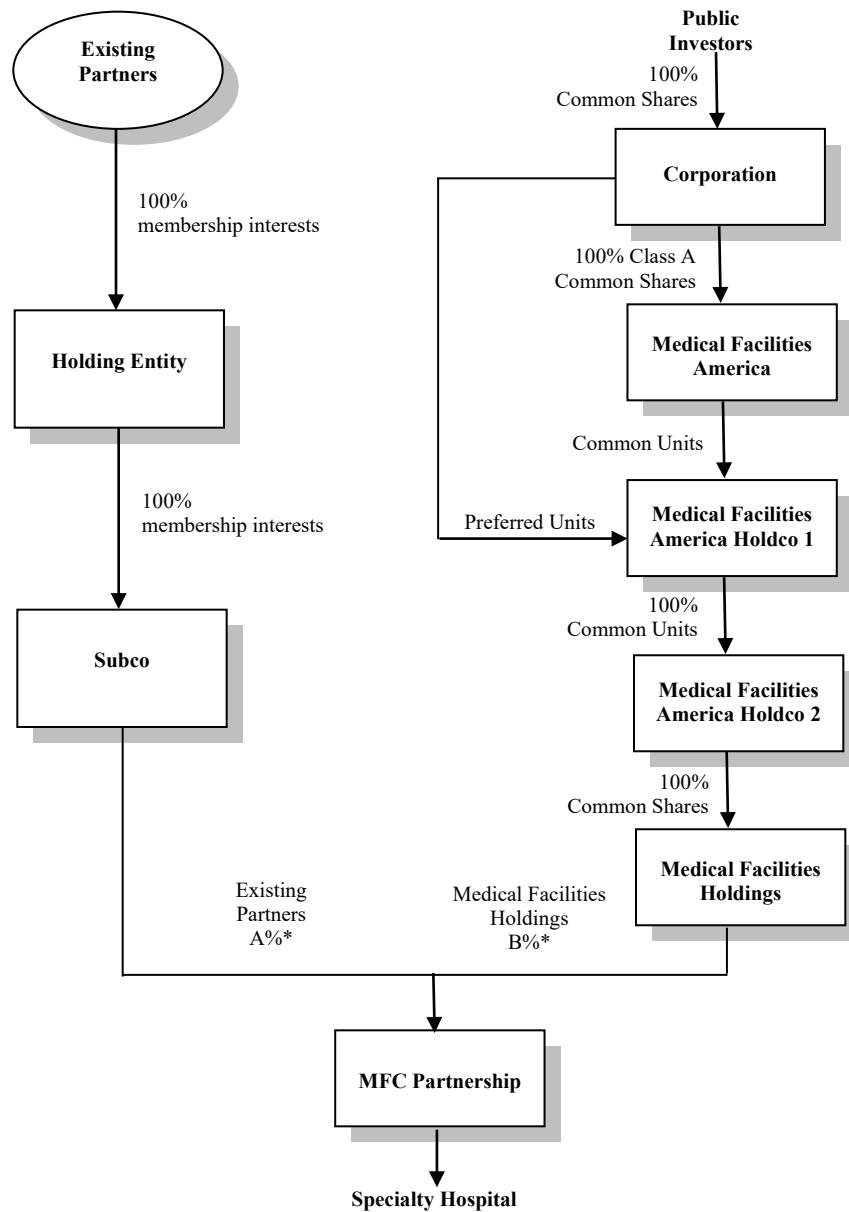 Existing
Partners
100%
membership interests
Holding Entity
100%
membership interests
Subco
Public
Investors
100%
Common Shares
Corporation
100% Class A
Common Shares
Medical Facilities
America
Common Units
Preferred Units
Medical Facilities
America Holdco 1
100%
Common Units
Medical Facilities
America Holdco 2
100%
Common Shares
Medical Facilities
Holdings
Existing
Partners
A%*
Medical Facilities
Holdings
B%*
MFC Partnership
Specialty Hospital